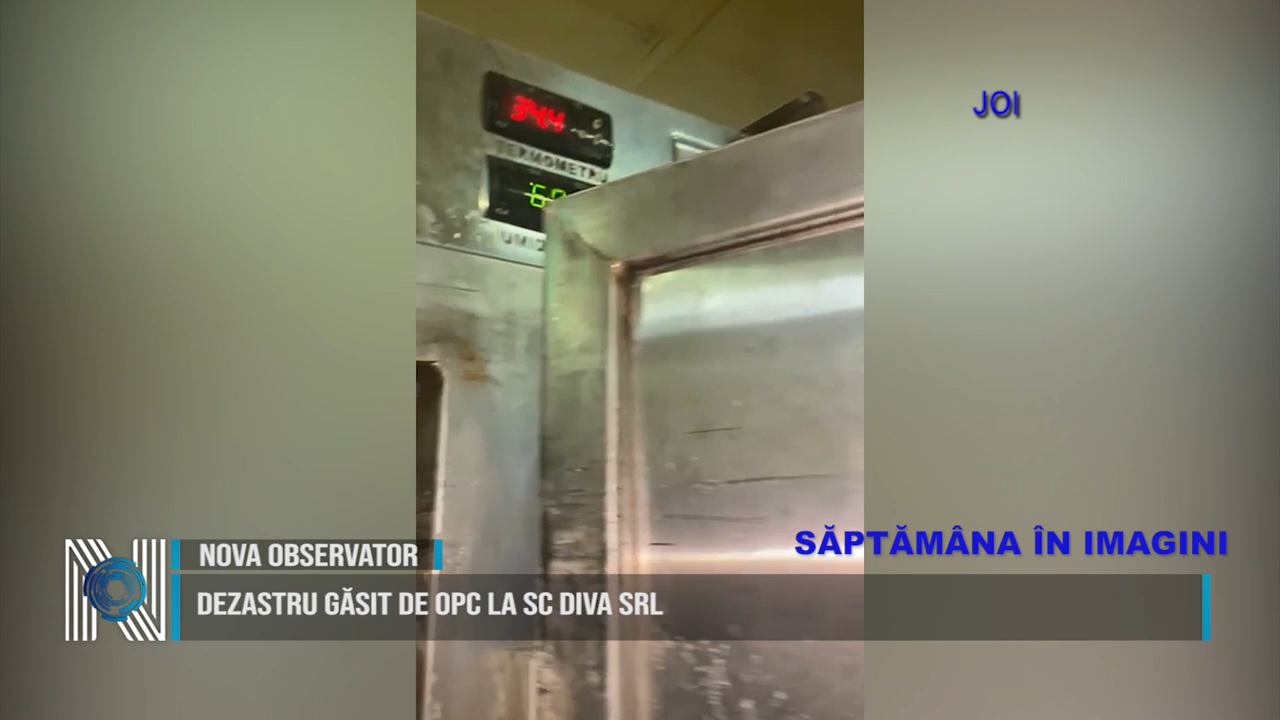 JOI
34.4
TERMOMETRU
SĂPTĂMÂNA ÎN IMAGINI
NOVA OBSERVATOR
DEZASTRU GĂSIT DE OPC LA SC DIVA SRL